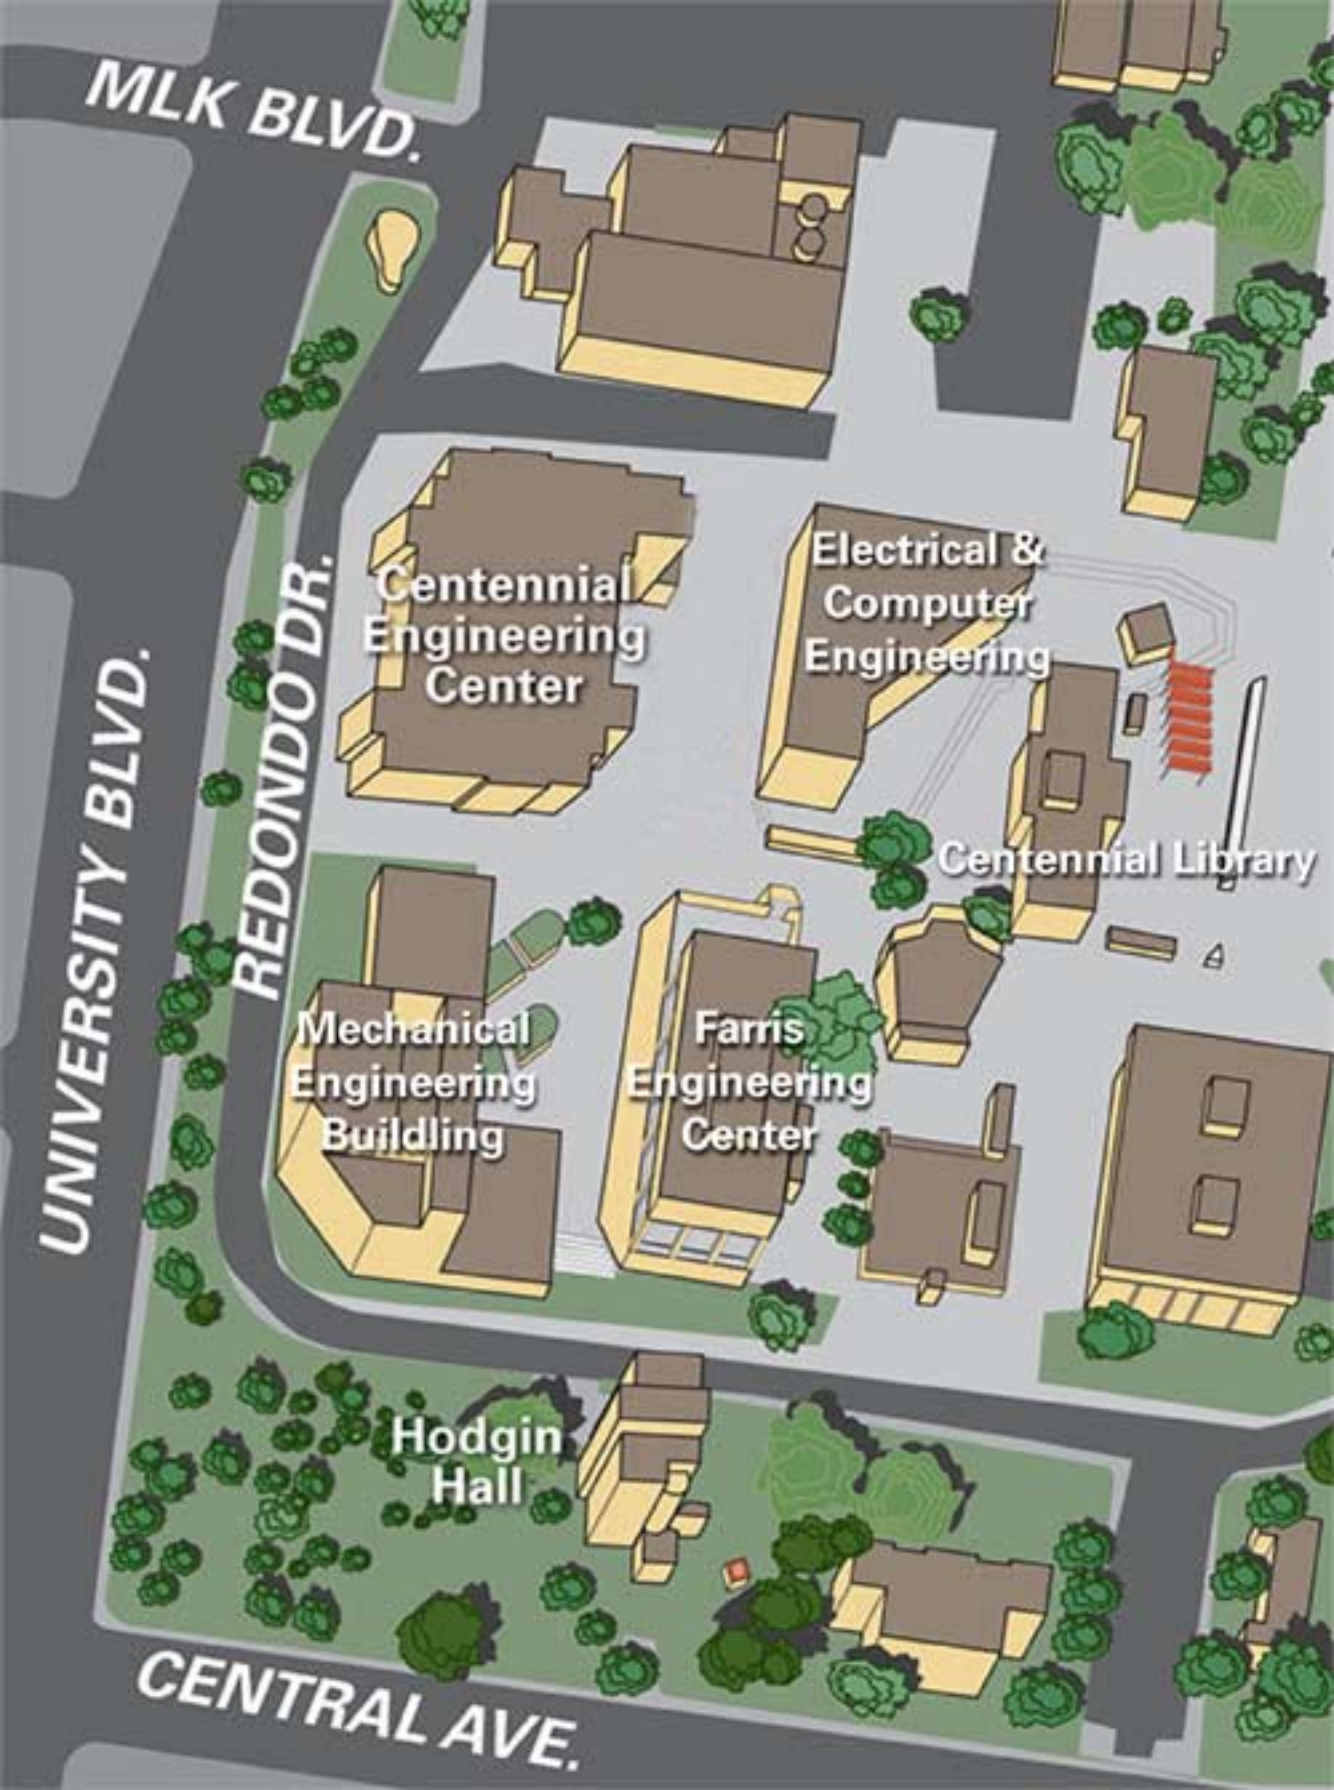 MLK BLVD.
Electrical &
Computer
Engineering
Centennial
Engineering
Center
REDONDO DR.
UNIVERSITY BLVD.
Centennial Library
Mechanical
Engineering
Buildling
Farris
Engineering
Center
Hodgin
Hall
CENTRAL AVE.